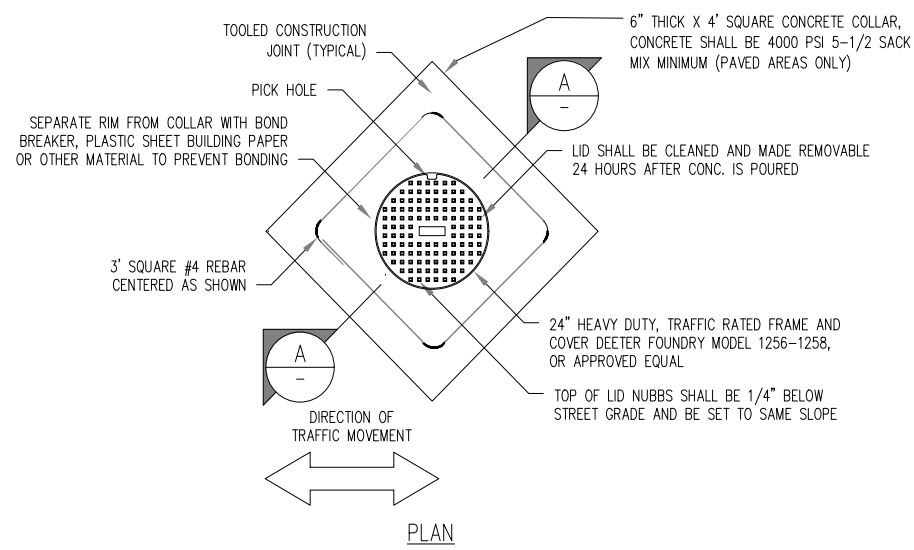 TOOLED CONSTRUCTION
JOINT (TYPICAL)
6" THICK X 4' SQUARE CONCRETE COLLAR,
CONCRETE SHALL BE 4000 PSI 5-1/2 SACK
MIX MINIMUM (PAVED AREAS ONLY)
PICK HOLE
A
-
SEPARATE RIM FROM COLLAR WITH BOND
BREAKER, PLASTIC SHEET BUILDING PAPER
OR OTHER MATERIAL TO PREVENT BONDING
LID SHALL BE CLEANED AND MADE REMOVABLE
24 HOURS AFTER CONC. IS POURED
3' SQUARE #4 REBAR
CENTERED AS SHOWN
24" HEAVY DUTY, TRAFFIC RATED FRAME AND
COVER DEETER FOUNDRY MODEL 1256-1258,
OR APPROVED EQUAL
A
-
TOP OF LID NUBBS SHALL BE 1/4" BELOW
STREET GRADE AND BE SET TO SAME SLOPE
DIRECTION OF
TRAFFIC MOVEMENT
PLAN